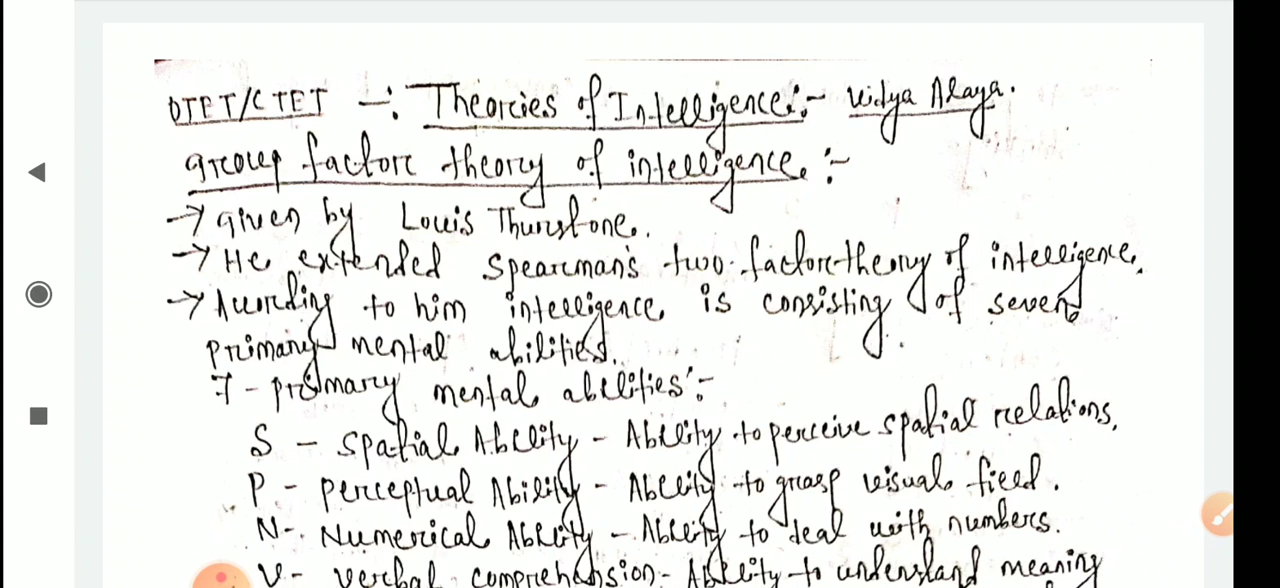 OTET/CTET -: Theories of Intelligence:- Vidya Alaya.
group factor theory of intelligence :-
→ given by Louis Thurstone.
→ He extended Spearman's two-factor theory of intelligence.
→ According to him intelligence is consisting of seven
primary mental abilities.
7 - primary mental abilities :-
S - Spatial Ability - Ability to perceive spatial relations.
P - perceptual Ability - Ability to grasp visual field.
N - Numerical Ability - Ability to deal with numbers.
V - verbal comprehension - Ability to understand meaning